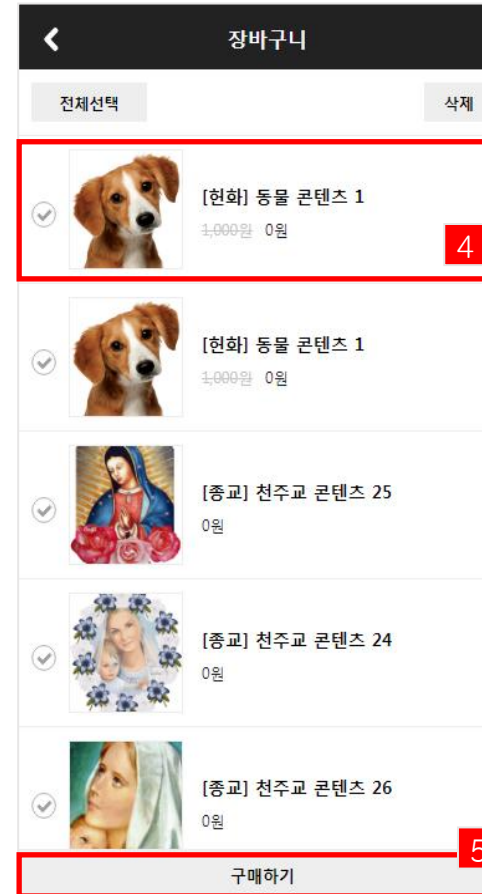 장바구니
전체선택
삭제
[헌화] 동물 콘텐츠 1
1,000원 0원
4
[헌화] 동물 콘텐츠 1
1,000원 0원
[종교] 천주교 콘텐츠 25
0원
[종교] 천주교 콘텐츠 24
0원
[종교] 천주교 콘텐츠 26
0원
5
구매하기